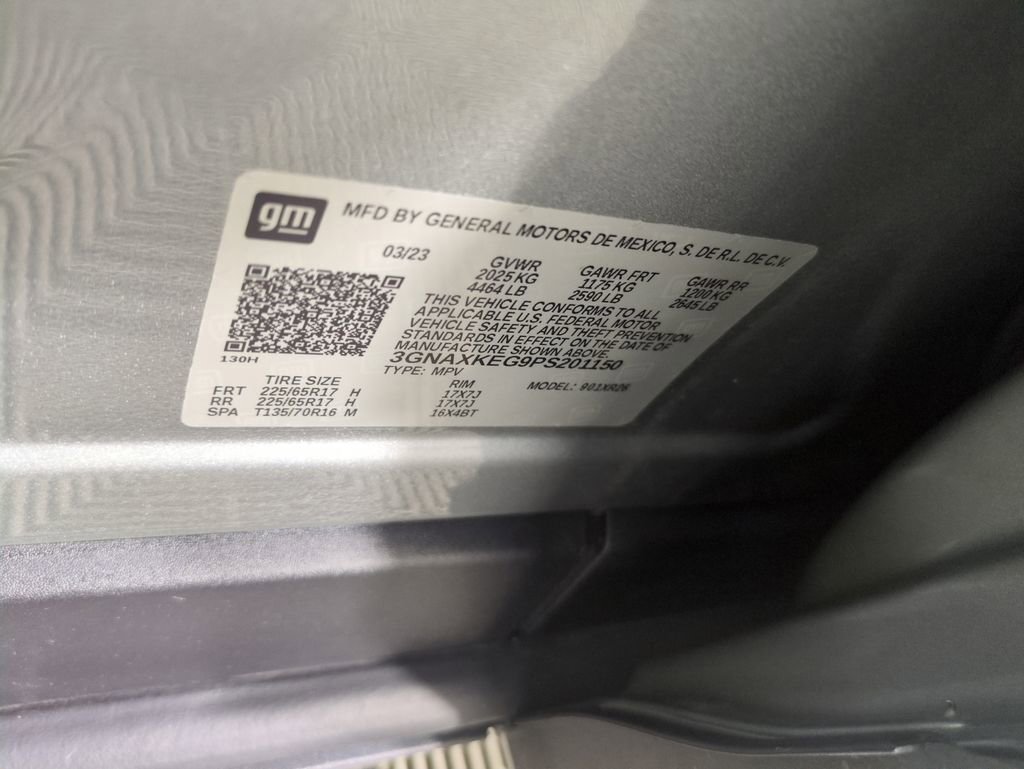 gm
MFD BY GENERAL MOTORS DE MEXICO, S. DE R.L. DE C.V.
03/23
GVWR GAWR FRT GAWR RR
2025 KG 1175 KG 1200 KG
4464 LB 2590 LB 2645 LB
THIS VEHICLE CONFORMS TO ALL
APPLICABLE U.S. FEDERAL MOTOR
VEHICLE SAFETY AND THEFT PREVENTION
STANDARDS IN EFFECT ON THE DATE OF
MANUFACTURE SHOWN ABOVE.
130H
3GNAXKEG9PS201150
TYPE: MPV
TIRE SIZE RIM MODEL: 901XR26
FRT 225/65R17 H 17X7J
RR 225/65R17 H 17X7J
SPA T135/70R16 M 16X4BT